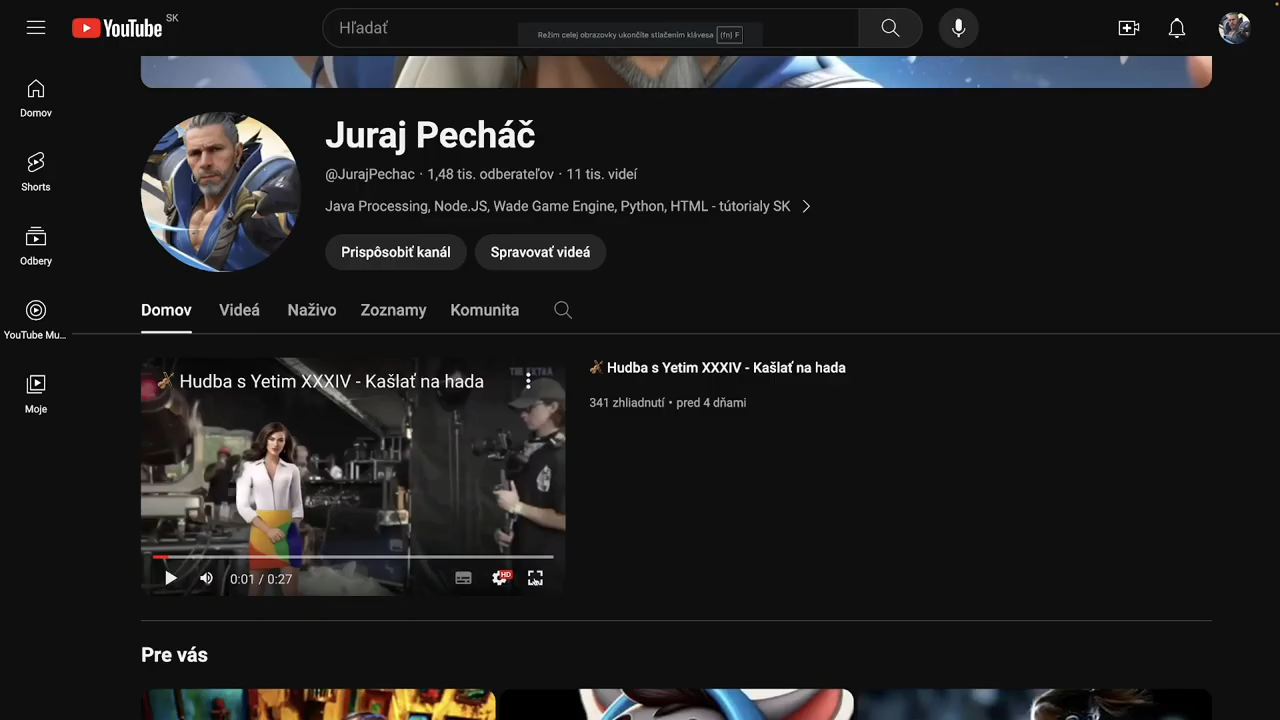 YouTube SK
Hľadať
Režim celej obrazovky ukončíte stlačením klávesa (fn) F
Domov
Shorts
Odbery
YouTube Mu...
Moje
Juraj Pecháč
@JurajPechac · 1,48 tis. odberateľov · 11 tis. videí
Java Processing, Node.JS, Wade Game Engine, Python, HTML - tútorialy SK
Prispôsobiť kanál
Spravovať videá
Domov Videá Naživo Zoznamy Komunita
Hudba s Yetim XXXIV - Kašlať na hada
0:01 / 0:27
HD
Hudba s Yetim XXXIV - Kašlať na hada
341 zhliadnutí • pred 4 dňami
Pre vás